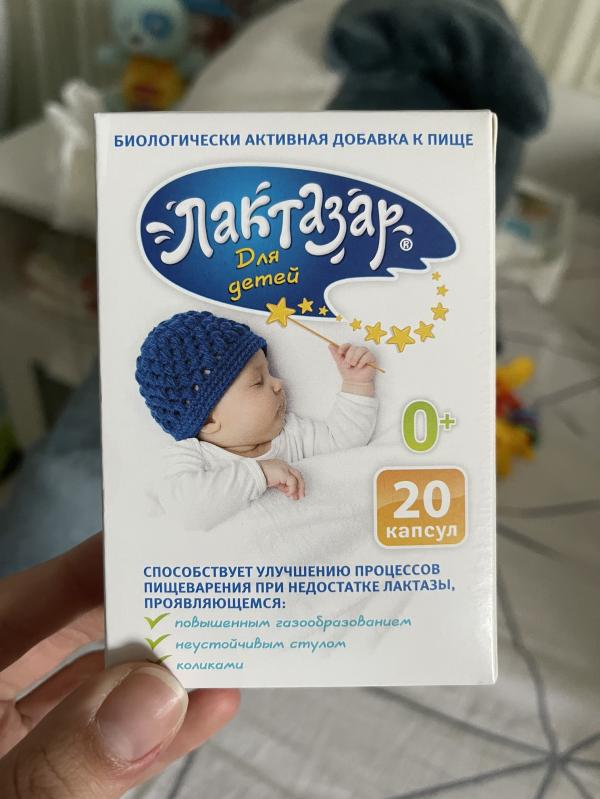 БИОЛОГИЧЕСКИ АКТИВНАЯ ДОБАВКА К ПИЩЕ
Лактазар®
Для
детей
0+
20
капсул
СПОСОБСТВУЕТ УЛУЧШЕНИЮ ПРОЦЕССОВ
ПИЩЕВАРЕНИЯ ПРИ НЕДОСТАТКЕ ЛАКТАЗЫ,
ПРОЯВЛЯЮЩЕМСЯ:
повышенным газообразованием
неустойчивым стулом
коликами